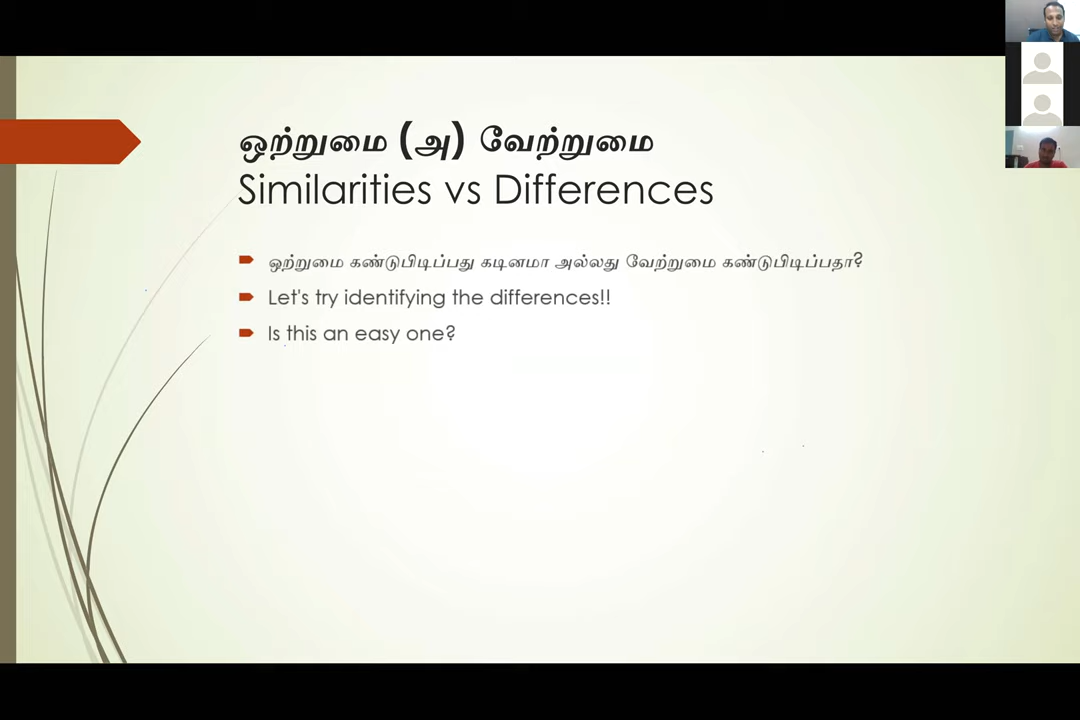 ஒற்றுமை (அ) வேற்றுமை
Similarities vs Differences
ஒற்றுமை கண்டுபிடிப்பது கடினமா அல்லது வேற்றுமை கண்டுபிடிப்பதா?
Let's try identifying the differences!!
Is this an easy one?